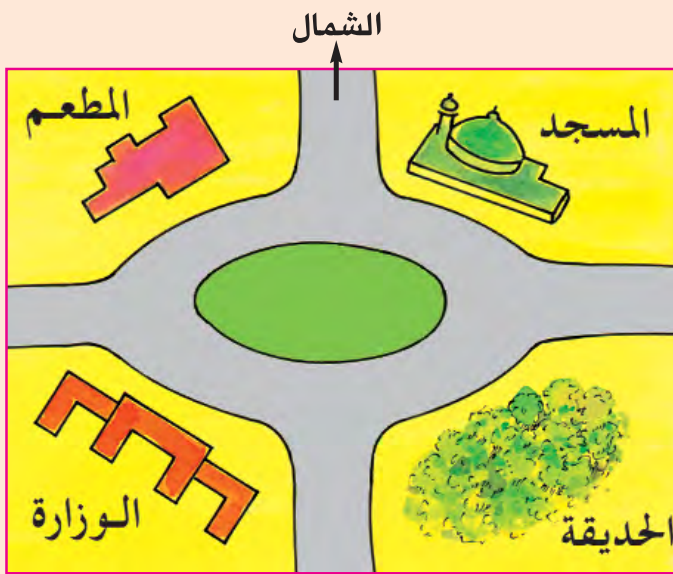 الشمال
المسجد
المطعم
الوزارة
الحديقة